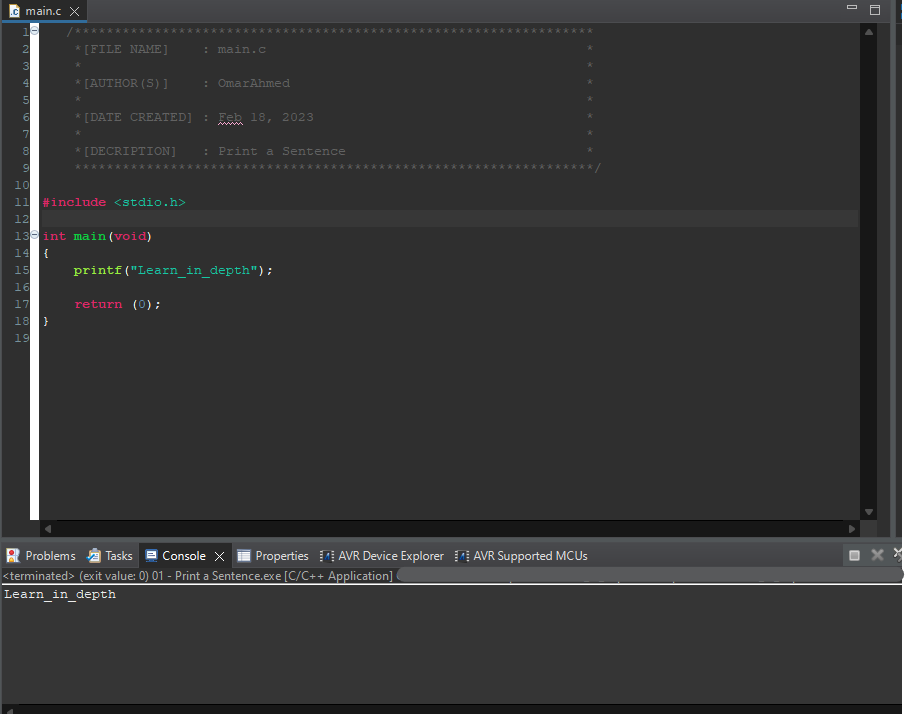 main.c
1 /*****************************************************************
2 *[FILE NAME] : main.c *
3 * *
4 *[AUTHOR(S)] : OmarAhmed *
5 * *
6 *[DATE CREATED] : Feb 18, 2023 *
7 * *
8 *[DECRIPTION] : Print a Sentence *
9 *****************************************************************/
10
11 #include <stdio.h>
12
13 int main(void)
14 {
15 printf("Learn_in_depth");
16
17 return (0);
18 }
19
Problems Tasks Console Properties AVR Device Explorer AVR Supported MCUs
<terminated> (exit value: 0) 01 - Print a Sentence.exe [C/C++ Application]
Learn_in_depth